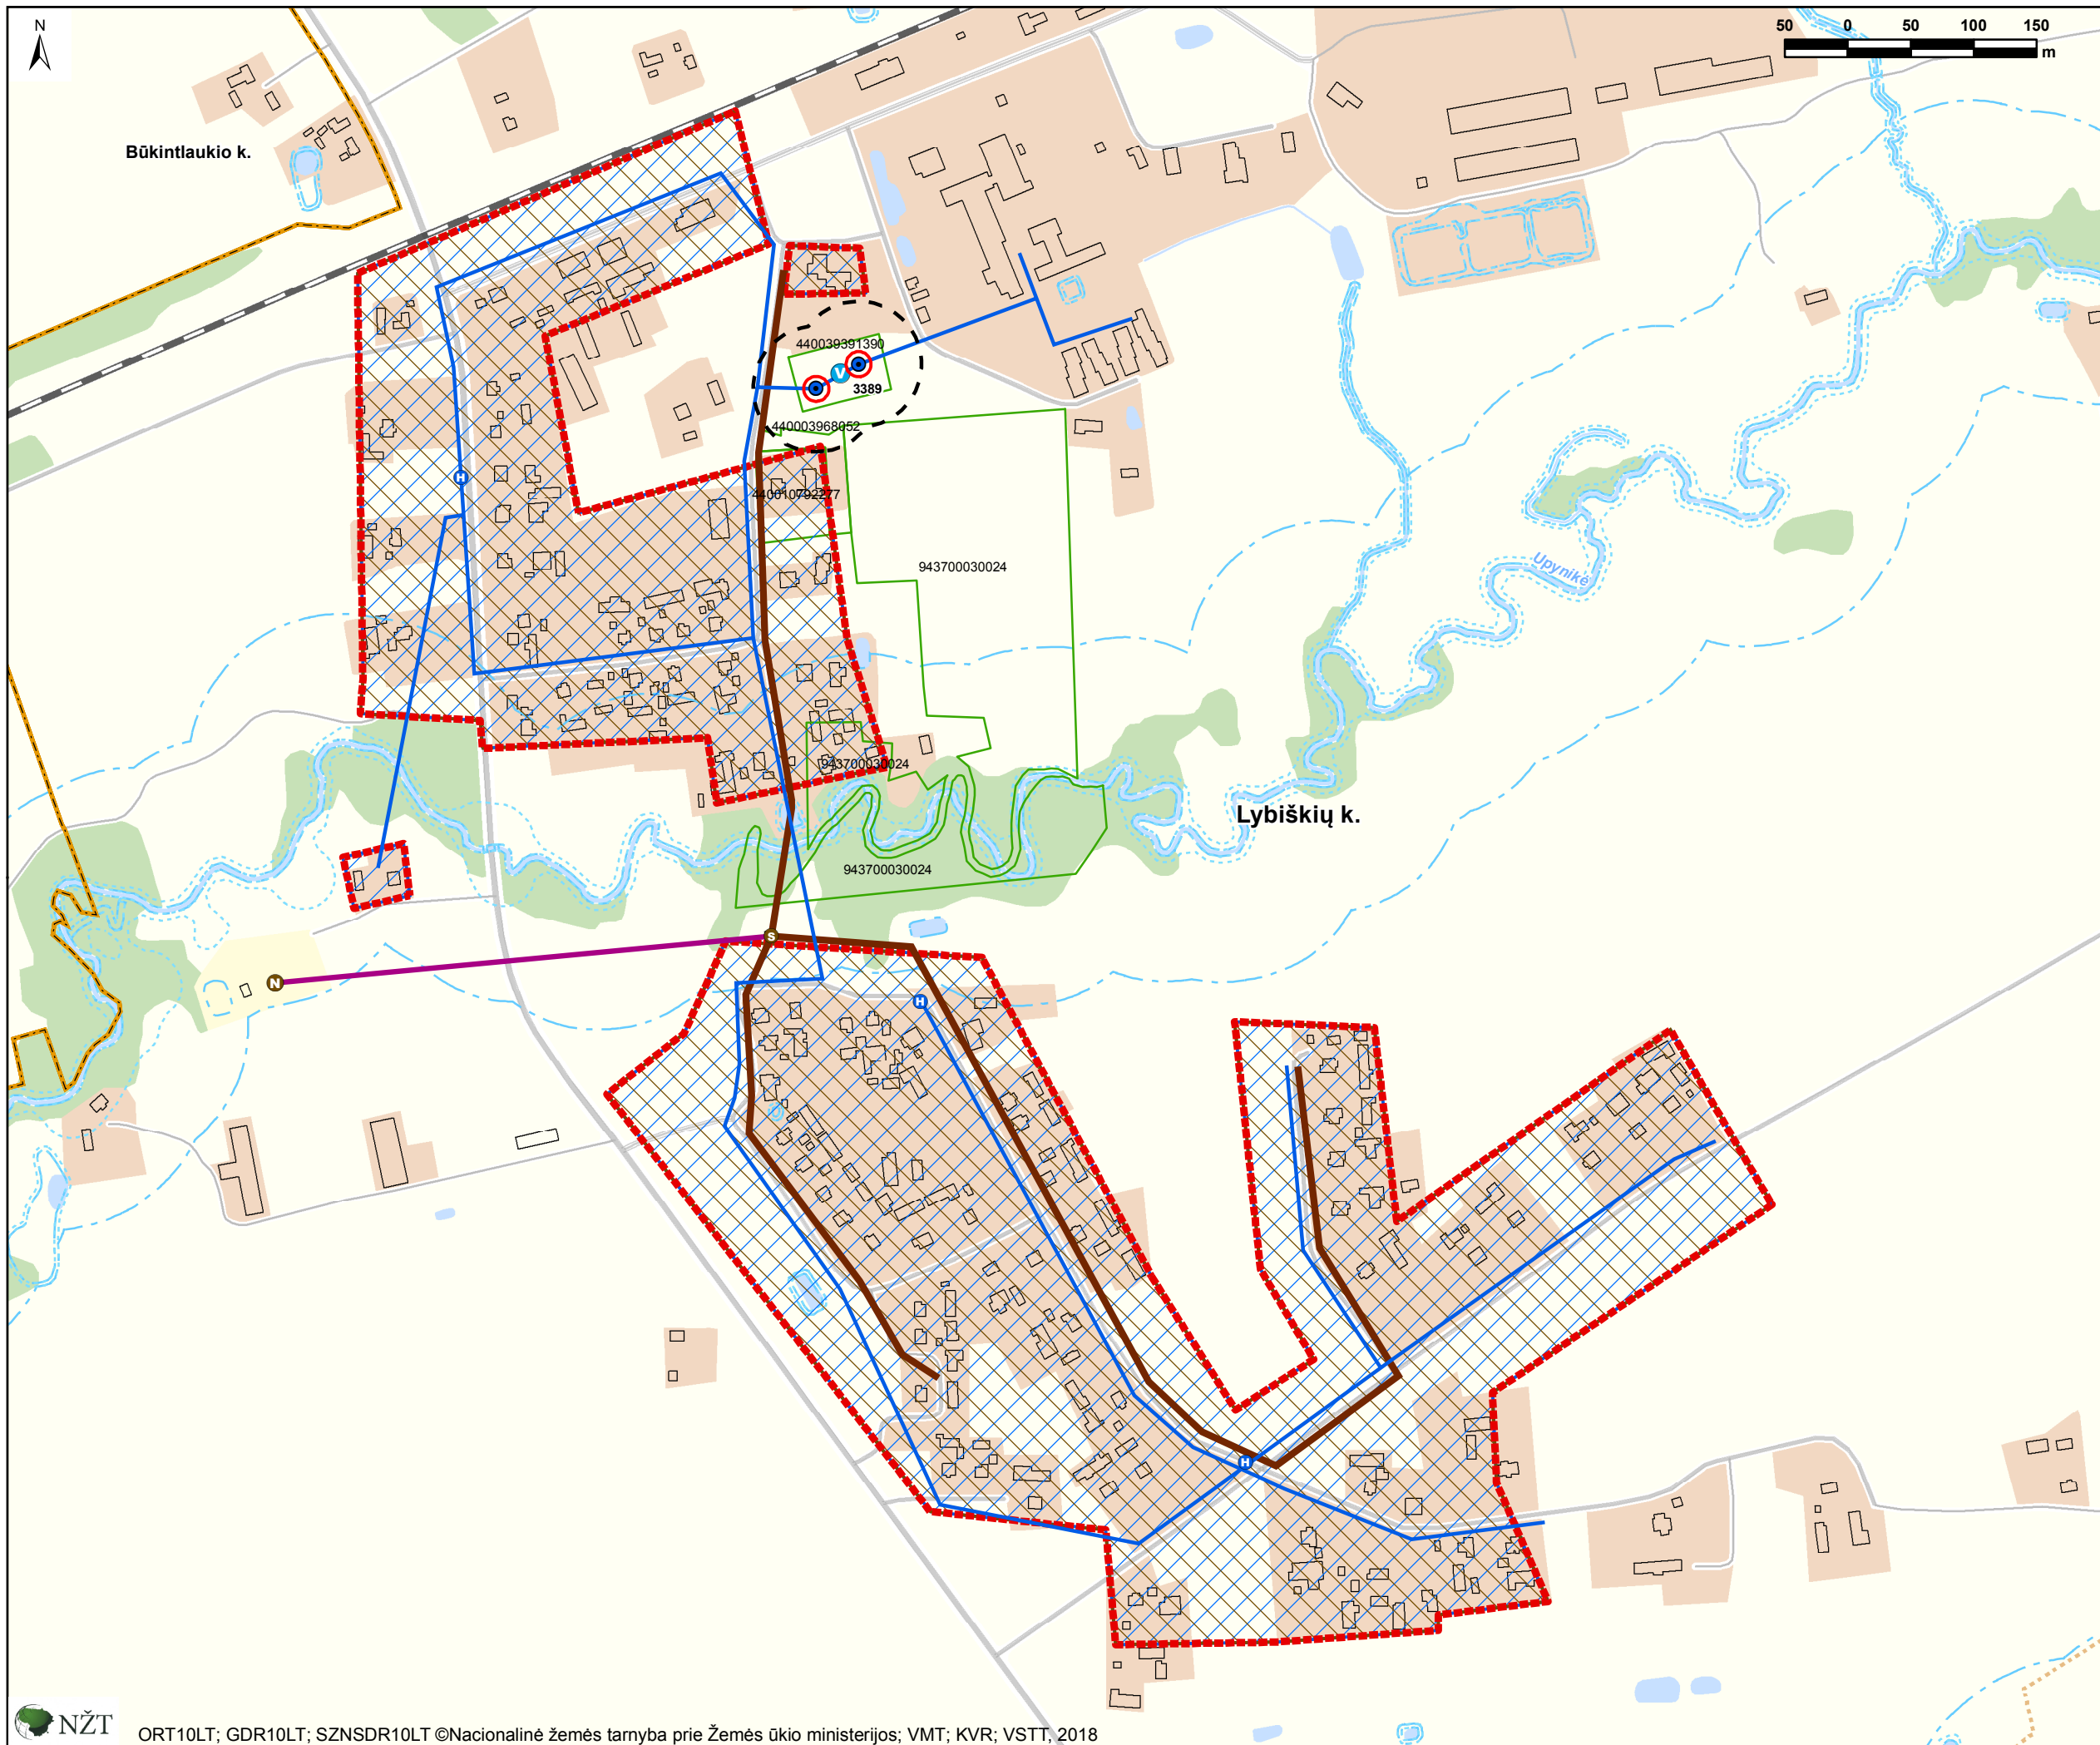 N
50 0 50 100 150
m
Būkintlaukio k.
440039391390
V
3389
440003968052
H
440010792277
943700030024
Upynikė
943700030024
Lybiškių k.
943700030024
S
N
H
H
NŽT
ORT10LT; GDR10LT; SZNSDR10LT ©Nacionalinė žemės tarnyba prie Žemės ūkio ministerijos; VMT; KVR; VSTT, 2018